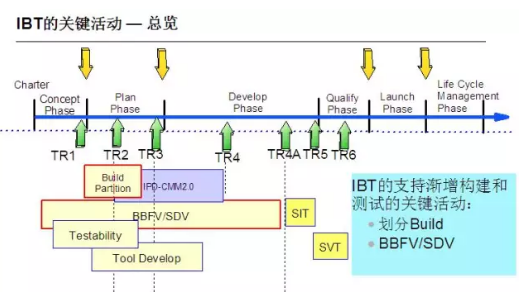 IBT的关键活动 — 总览
Charter
Concept
Phase
Plan
Phase
Develop
Phase
Qualify
Phase
Launch
Phase
Life Cycle
Management
Phase
TR1
TR2
TR3
TR4
TR4A
TR5
TR6
Build
Partition
IPD-CMM2.0
BBFV/SDV
SIT
Testability
SVT
Tool Develop
IBT的支持渐增构建和
测试的关键活动：
• 划分Build
• BBFV/SDV